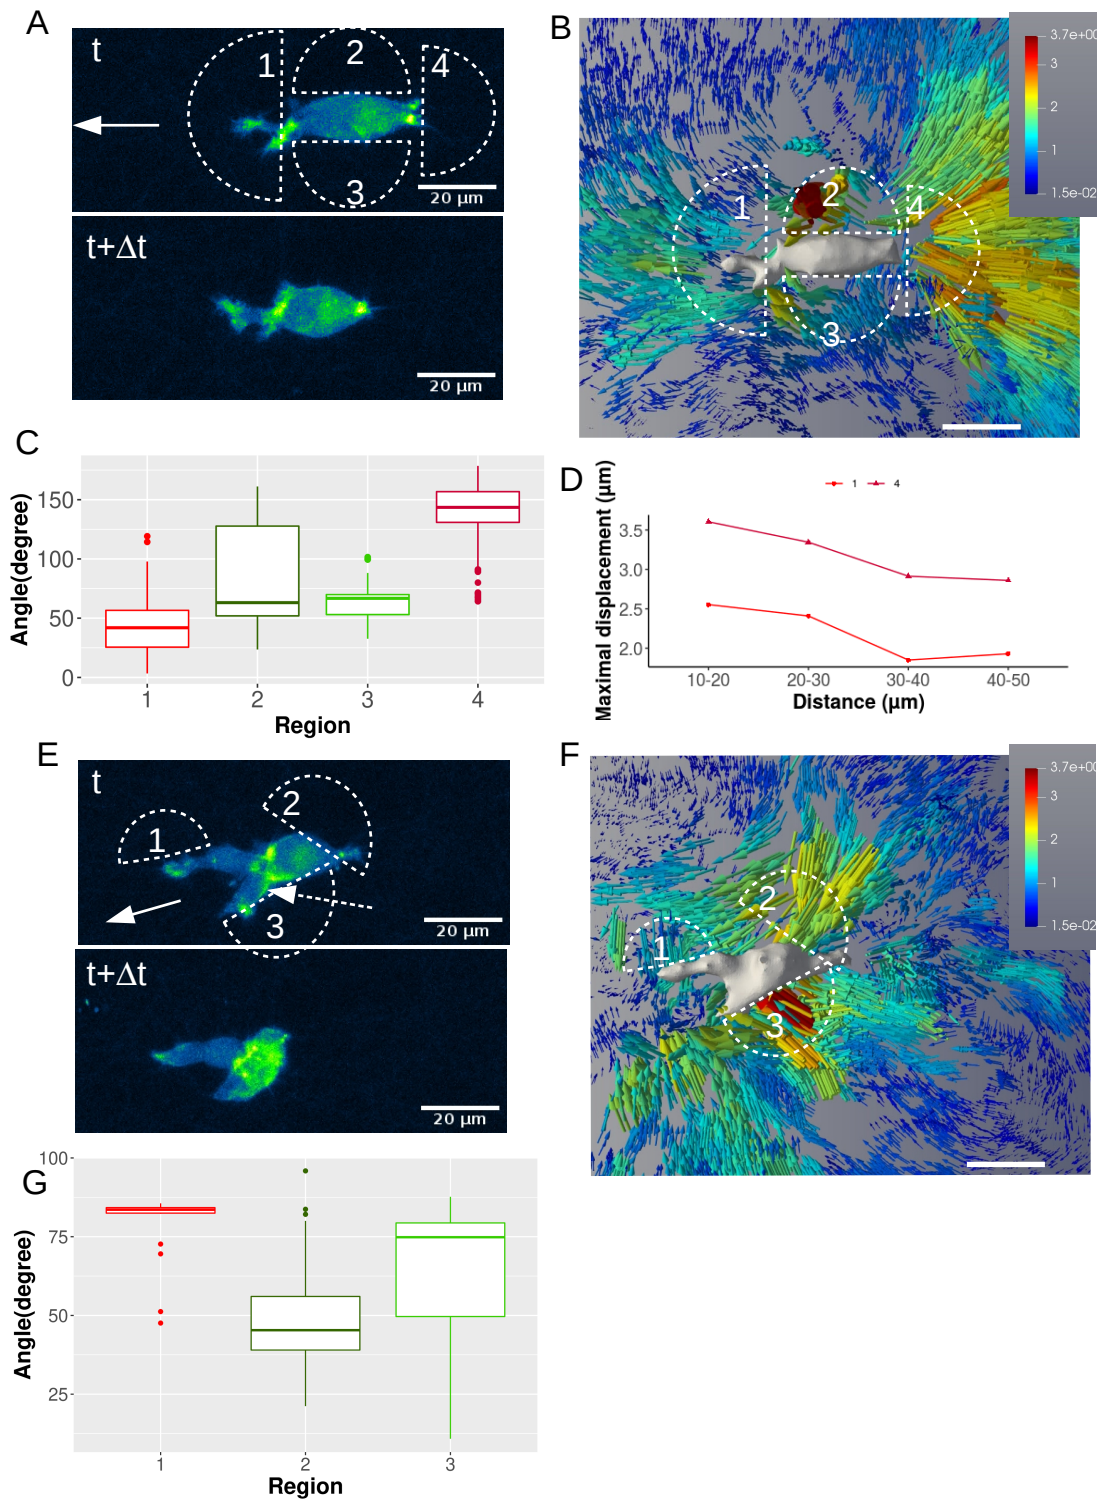 A
t
1
2
3
4
20 µm
t+Δt
20 µm
B
1
2
3
4
3.7e+00
3
2
1
1.5e-02
C
Angle(degree)
150
100
50
0
1
2
3
4
Region
D
1
4
Maximal displacement (µm)
3.5
3.0
2.5
2.0
10-20
20-30
30-40
40-50
Distance (µm)
E
t
1
2
3
20 µm
t+Δt
20 µm
F
1
2
3
3.7e+00
3
2
1
1.5e-02
G
Angle(degree)
100
75
50
25
1
2
3
Region